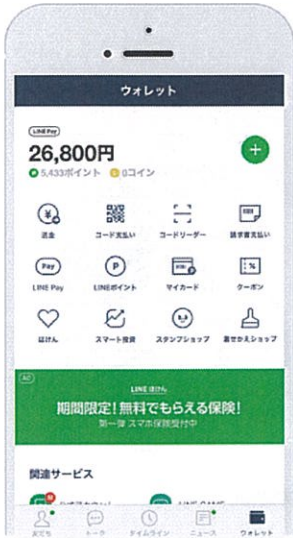 ウォレット
LINE Pay
26,800円
P 5,433ポイント 0コイン
送金 コード支払い コードリーダー 請求書支払い
Pay P
LINE Pay LINEポイント マイカード クーポン
ほけん スマート投資 スタンプショップ 着せかえショップ
AD
LINE ほけん
期間限定!無料でもらえる保険!
第一弾 スマホ保険受付中
関連サービス
友だち トーク タイムライン ニュース ウォレット